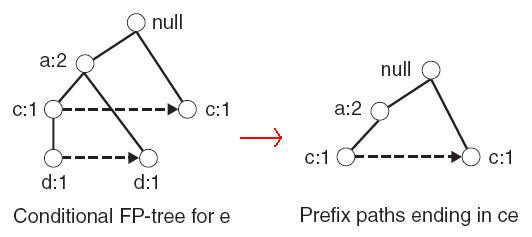 null
a:2
c:1
c:1
d:1
d:1
Conditional FP-tree for e
null
a:2
c:1
c:1
Prefix paths ending in ce